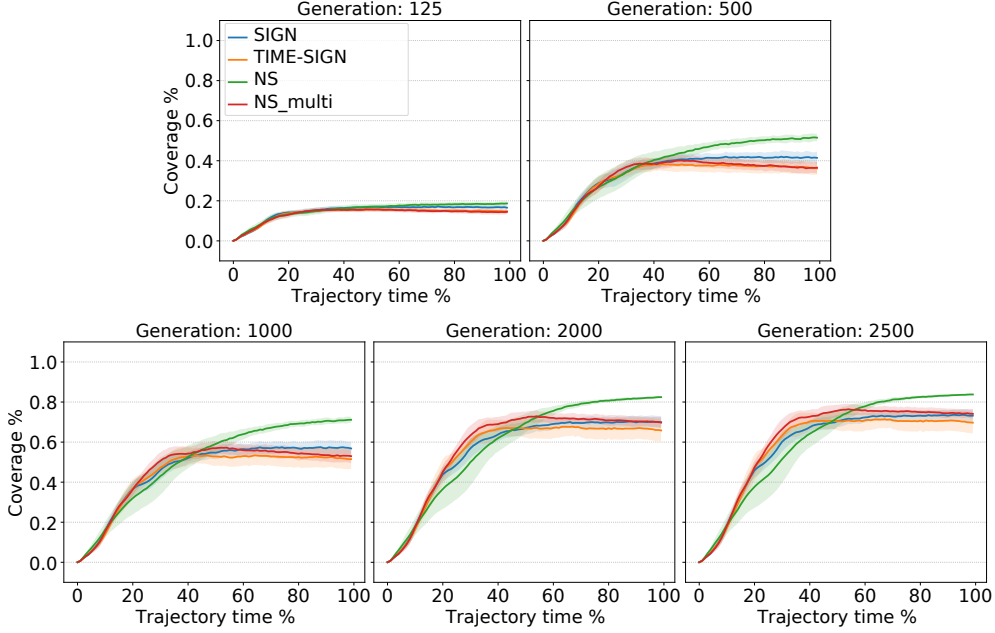 Generation: 125
Generation: 500
SIGN
TIME-SIGN
NS
NS_multi
Coverage %
1.0
0.8
0.6
0.4
0.2
0.0
0 20 40 60 80 100
0 20 40 60 80 100
Trajectory time %
Trajectory time %
Generation: 1000
Generation: 2000
Generation: 2500
Coverage %
1.0
0.8
0.6
0.4
0.2
0.0
0 20 40 60 80 100
0 20 40 60 80 100
0 20 40 60 80 100
Trajectory time %
Trajectory time %
Trajectory time %